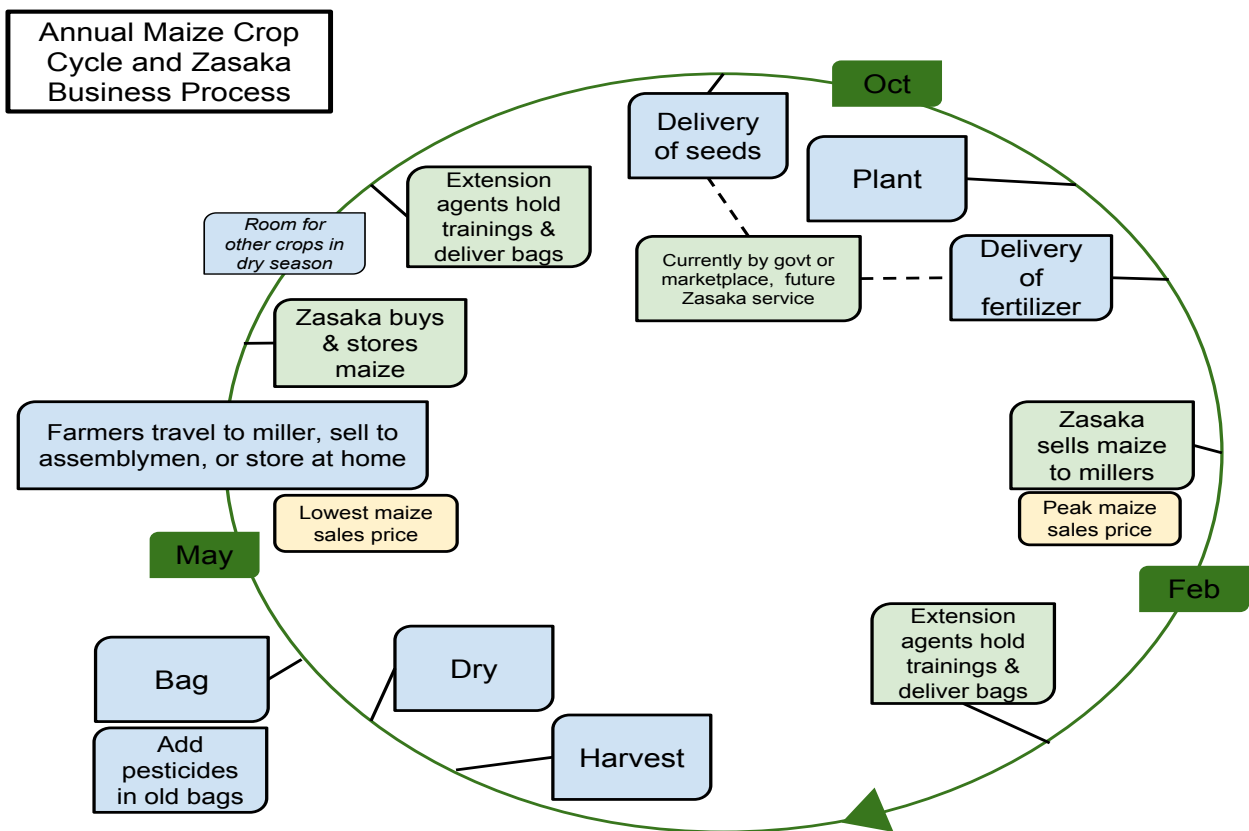 Annual Maize Crop
Cycle and Zasaka
Business Process
Oct
Delivery
of seeds
Plant
Extension
agents hold
trainings &
deliver bags
Room for
other crops in
dry season
Currently by govt or
marketplace, future
Zasaka service
Delivery
of
fertilizer
Zasaka buys
& stores
maize
Farmers travel to miller, sell to
assemblymen, or store at home
Zasaka
sells maize
to millers
Lowest maize
sales price
Peak maize
sales price
May
Feb
Extension
agents hold
trainings &
deliver bags
Bag
Dry
Add
pesticides
in old bags
Harvest